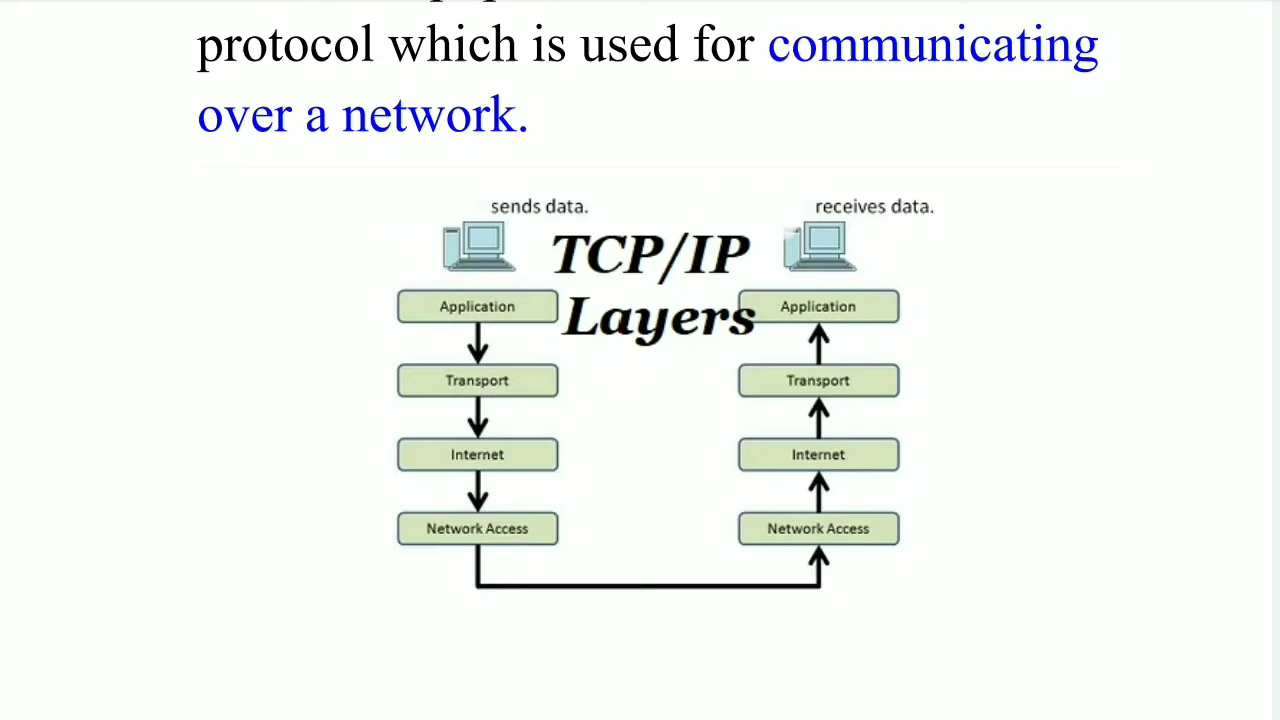 protocol which is used for communicating
over a network.
sends data.
receives data.
TCP/IP
Layers
Application
Application
Transport
Transport
Internet
Internet
Network Access
Network Access